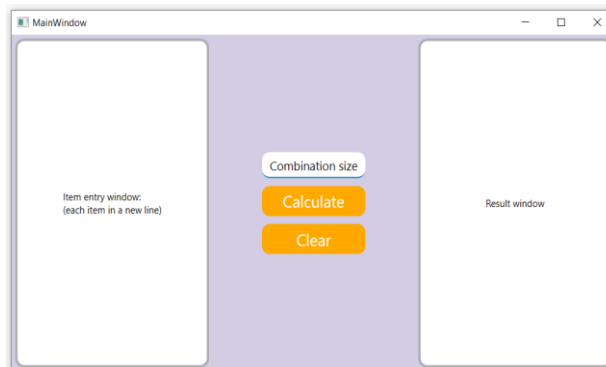 MainWindow
Item entry window:
(each item in a new line)
Combination size
Calculate
Clear
Result window